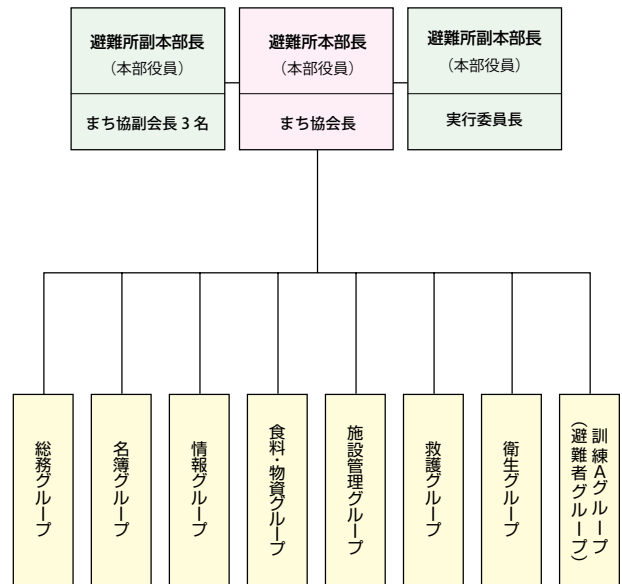 避難所副本部長
（本部役員）
まち協副会長3名
避難所本部長
（本部役員）
まち協会長
避難所副本部長
（本部役員）
実行委員長
総務グループ
名簿グループ
情報グループ
食料・物資グループ
施設管理グループ
救護グループ
衛生グループ
訓練Aグループ
（避難者グループ）